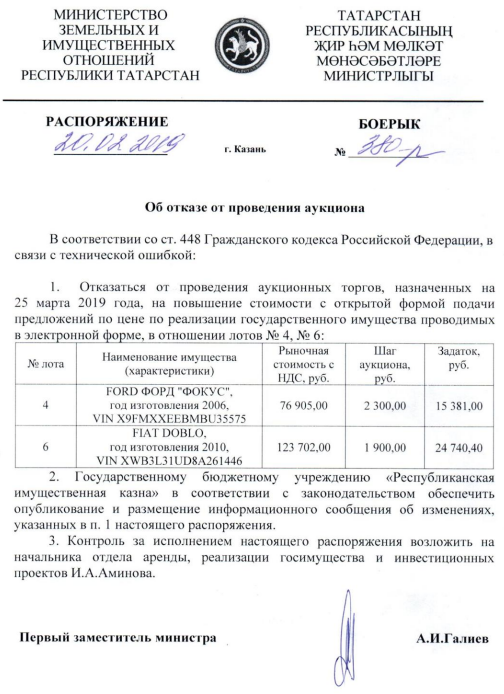 МИНИСТЕРСТВО
ЗЕМЕЛЬНЫХ И
ИМУЩЕСТВЕННЫХ
ОТНОШЕНИЙ
РЕСПУБЛИКИ ТАТАРСТАН
ТАТАРСТАН
РЕСПУБЛИКАСЫНЫҢ
ҖИР ҺӘМ МӨЛКӘТ
МӨНӘСӘБӘТЛӘРЕ
МИНИСТРЛЫГЫ
РАСПОРЯЖЕНИЕ
БОЕРЫК
20.02.2019
г. Казань
№ 380-р
Об отказе от проведения аукциона
В соответствии со ст. 448 Гражданского кодекса Российской Федерации, в
связи с технической ошибкой:
1. Отказаться от проведения аукционных торгов, назначенных на
25 марта 2019 года, на повышение стоимости с открытой формой подачи
предложений по цене по реализации государственного имущества проводимых
в электронной форме, в отношении лотов № 4, № 6:
№ лота
Наименование имущества
(характеристики)
Рыночная
стоимость с
НДС, руб.
Шаг
аукциона,
руб.
Задаток,
руб.
4
FORD ФОРД "ФОКУС",
год изготовления 2006,
VIN X9FMXXEEBMBU35575
76 905,00
2 300,00
15 381,00
6
FIAT DOBLO,
год изготовления 2010,
VIN XWB3L31UD8A261446
123 702,00
1 900,00
24 740,40
2. Государственному бюджетному учреждению «Республиканская
имущественная казна» в соответствии с законодательством обеспечить
опубликование и размещение информационного сообщения об изменениях,
указанных в п. 1 настоящего распоряжения.
3. Контроль за исполнением настоящего распоряжения возложить на
начальника отдела аренды, реализации госимущества и инвестиционных
проектов И.А.Аминова.
Первый заместитель министра
А.И.Галиев